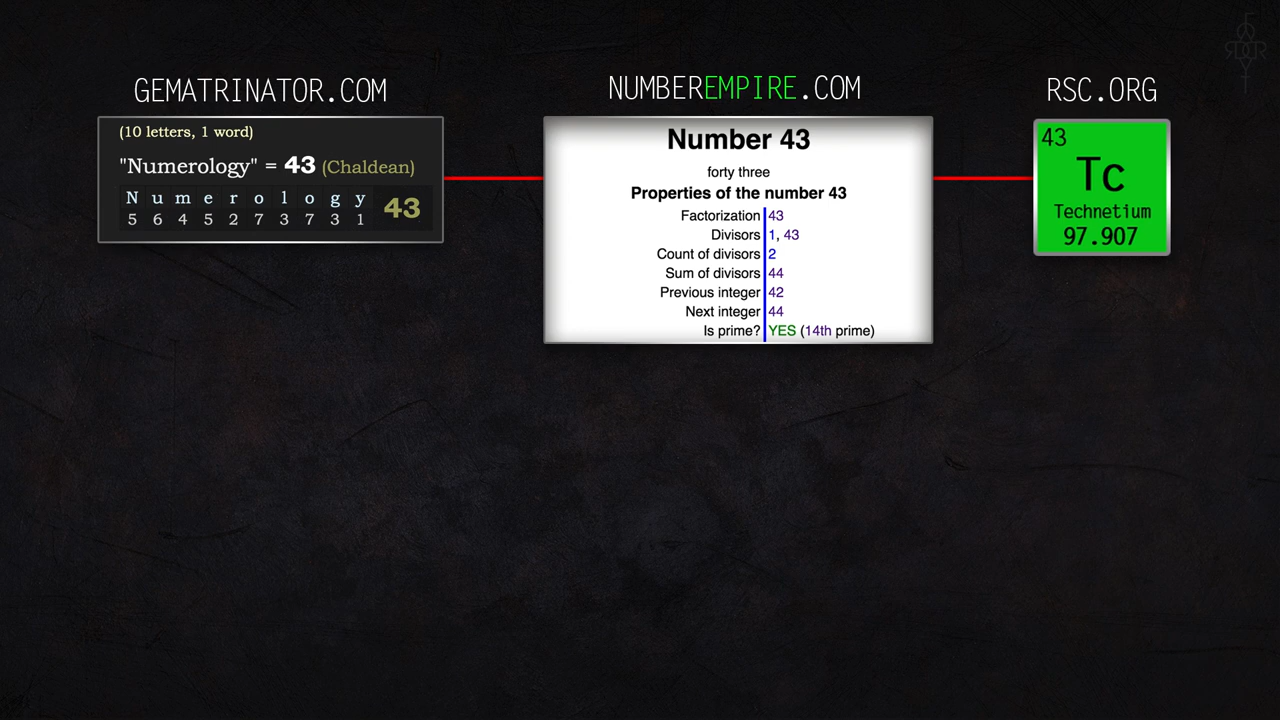 GEMATRINATOR.COM
(10 letters, 1 word)
"Numerology" = 43 (Chaldean)
N u m e r o l o g y
5 6 4 5 2 7 3 7 3 1
43
NUMBEREMPIRE.COM
Number 43
forty three
Properties of the number 43
Factorization 43
Divisors 1, 43
Count of divisors 2
Sum of divisors 44
Previous integer 42
Next integer 44
Is prime? YES (14th prime)
RSC.ORG
43
Tc
Technetium
97.907